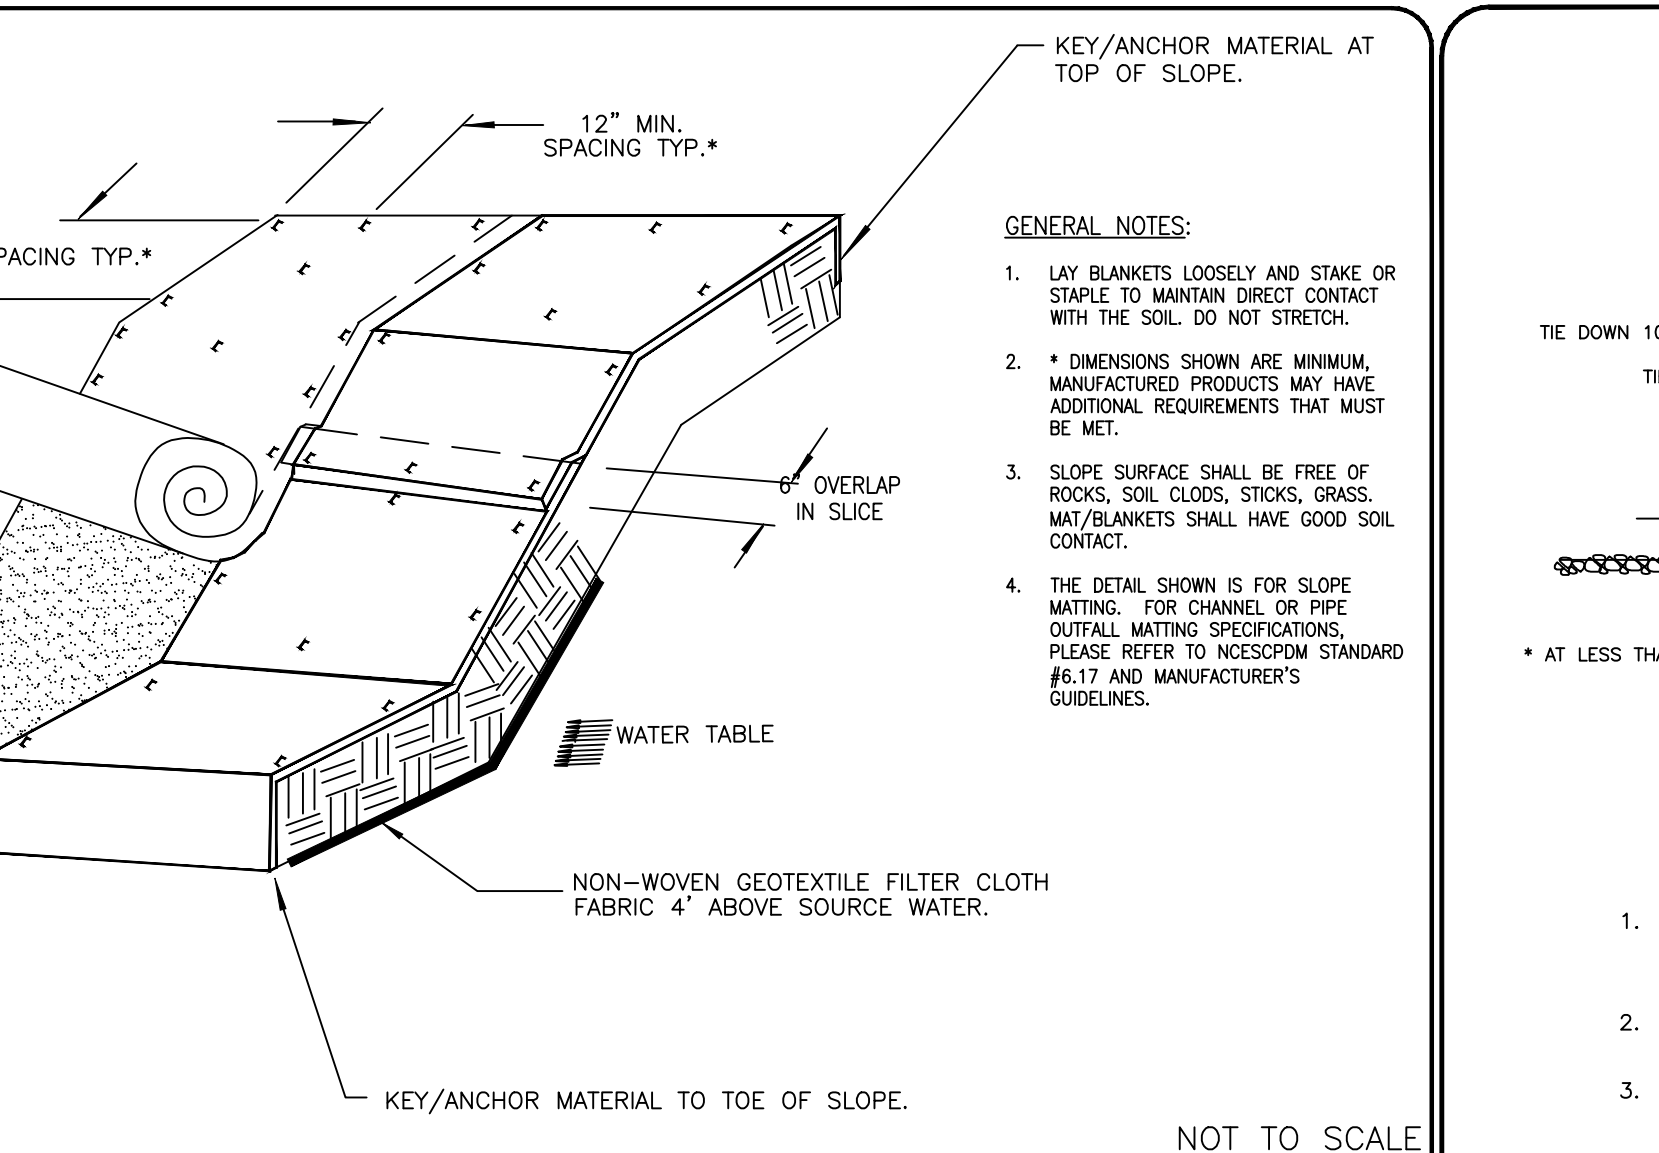 KEY/ANCHOR MATERIAL AT
TOP OF SLOPE.
12" MIN.
SPACING TYP.*
TYP.*
6" OVERLAP
IN SLICE
WATER TABLE
NON-WOVEN GEOTEXTILE FILTER CLOTH
FABRIC 4' ABOVE SOURCE WATER.
KEY/ANCHOR MATERIAL TO TOE OF SLOPE.
GENERAL NOTES:
1. LAY BLANKETS LOOSELY AND STAKE OR
STAPLE TO MAINTAIN DIRECT CONTACT
WITH THE SOIL. DO NOT STRETCH.
2. * DIMENSIONS SHOWN ARE MINIMUM,
MANUFACTURED PRODUCTS MAY HAVE
ADDITIONAL REQUIREMENTS THAT MUST
BE MET.
3. SLOPE SURFACE SHALL BE FREE OF
ROCKS, SOIL CLODS, STICKS, GRASS.
MAT/BLANKETS SHALL HAVE GOOD SOIL
CONTACT.
4. THE DETAIL SHOWN IS FOR SLOPE
MATTING. FOR CHANNEL OR PIPE
OUTFALL MATTING SPECIFICATIONS,
PLEASE REFER TO NCESCPDM STANDARD
#6.17 AND MANUFACTURER'S
GUIDELINES.
NOT TO SCALE
TIE DOWN
* AT LESS
1.
2.
3.